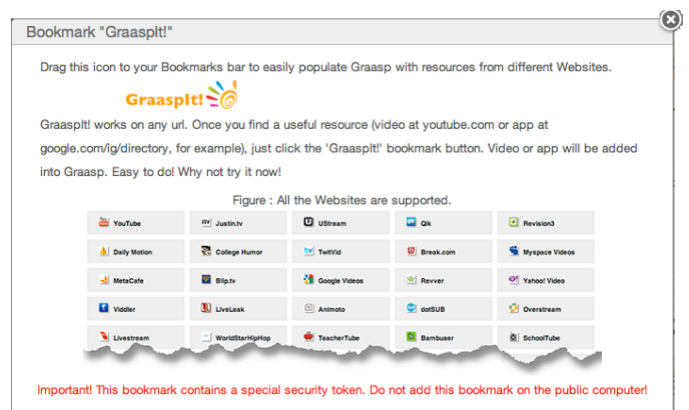 Bookmark "GraaspIt!"
Drag this icon to your Bookmarks bar to easily populate Graasp with resources from different Websites.
GraaspIt!
GraaspIt! works on any url. Once you find a useful resource (video at youtube.com or app at
google.com/ig/directory, for example), just click the 'GraaspIt!' bookmark button. Video or app will be added
into Graasp. Easy to do! Why not try it now!
Figure : All the Websites are supported.
YouTube Justin.tv UStream Qik Revision3
Daily Motion College Humor TwitVid Break.com Myspace Videos
MetaCafe Blip.tv Google Videos Revver Yahoo! Video
Viddler LiveLeak Animoto dotSUB Overstream
Livestream WorldStarHipHop TeacherTube Bambuser SchoolTube
Important! This bookmark contains a special security token. Do not add this bookmark on the public computer!